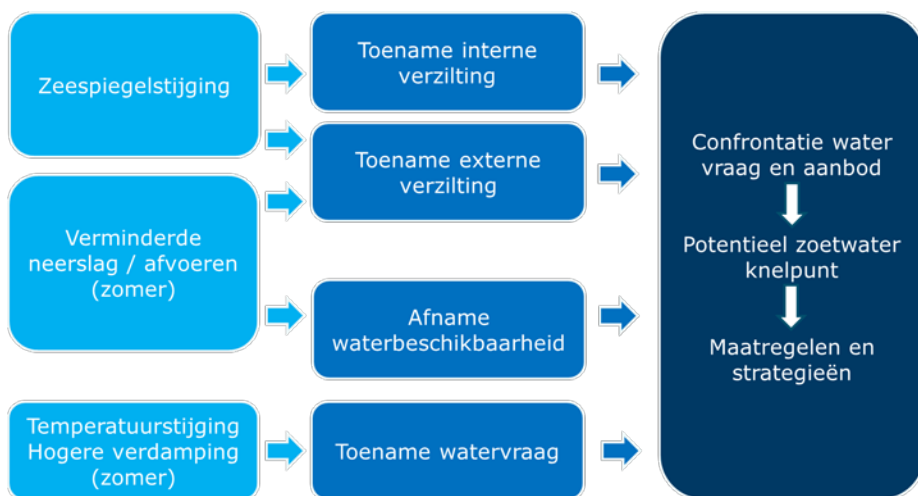 Zeespiegelstijging
Toename interne
verzilting
Toename externe
verzilting
Verminderde
neerslag / afvoeren
(zomer)
Afname
waterbeschikbaarheid
Temperatuurstijging
Hogere verdamping
(zomer)
Toename watervraag
Confrontatie water
vraag en aanbod
Potentieel zoetwater
knelpunt
Maatregelen en
strategieën